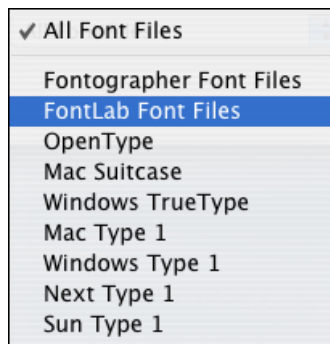 ✓ All Font Files
Fontographer Font Files
FontLab Font Files
OpenType
Mac Suitcase
Windows TrueType
Mac Type 1
Windows Type 1
Next Type 1
Sun Type 1